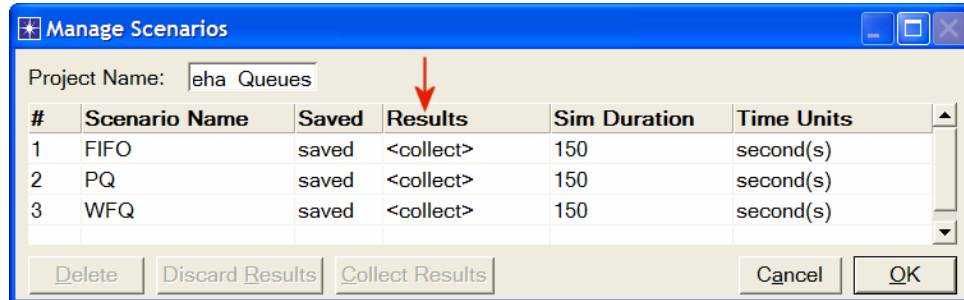 Manage Scenarios
Project Name: eha Queues
# Scenario Name Saved Results Sim Duration Time Units
1 FIFO saved <collect> 150 second(s)
2 PQ saved <collect> 150 second(s)
3 WFQ saved <collect> 150 second(s)
Delete Discard Results Collect Results Cancel OK